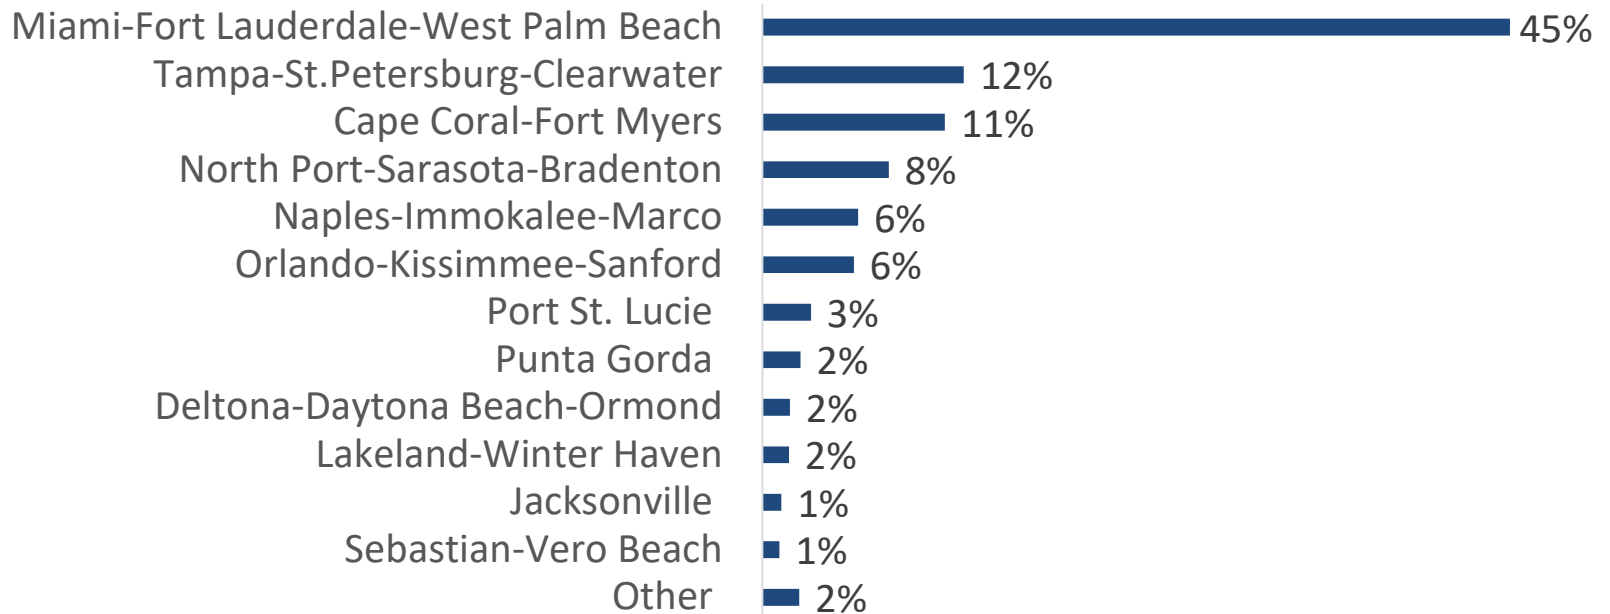 Miami-Fort Lauderdale-West Palm Beach 45%
Tampa-St.Petersburg-Clearwater 12%
Cape Coral-Fort Myers 11%
North Port-Sarasota-Bradenton 8%
Naples-Immokalee-Marco 6%
Orlando-Kissimmee-Sanford 6%
Port St. Lucie 3%
Punta Gorda 2%
Deltona-Daytona Beach-Ormond 2%
Lakeland-Winter Haven 2%
Jacksonville 1%
Sebastian-Vero Beach 1%
Other 2%